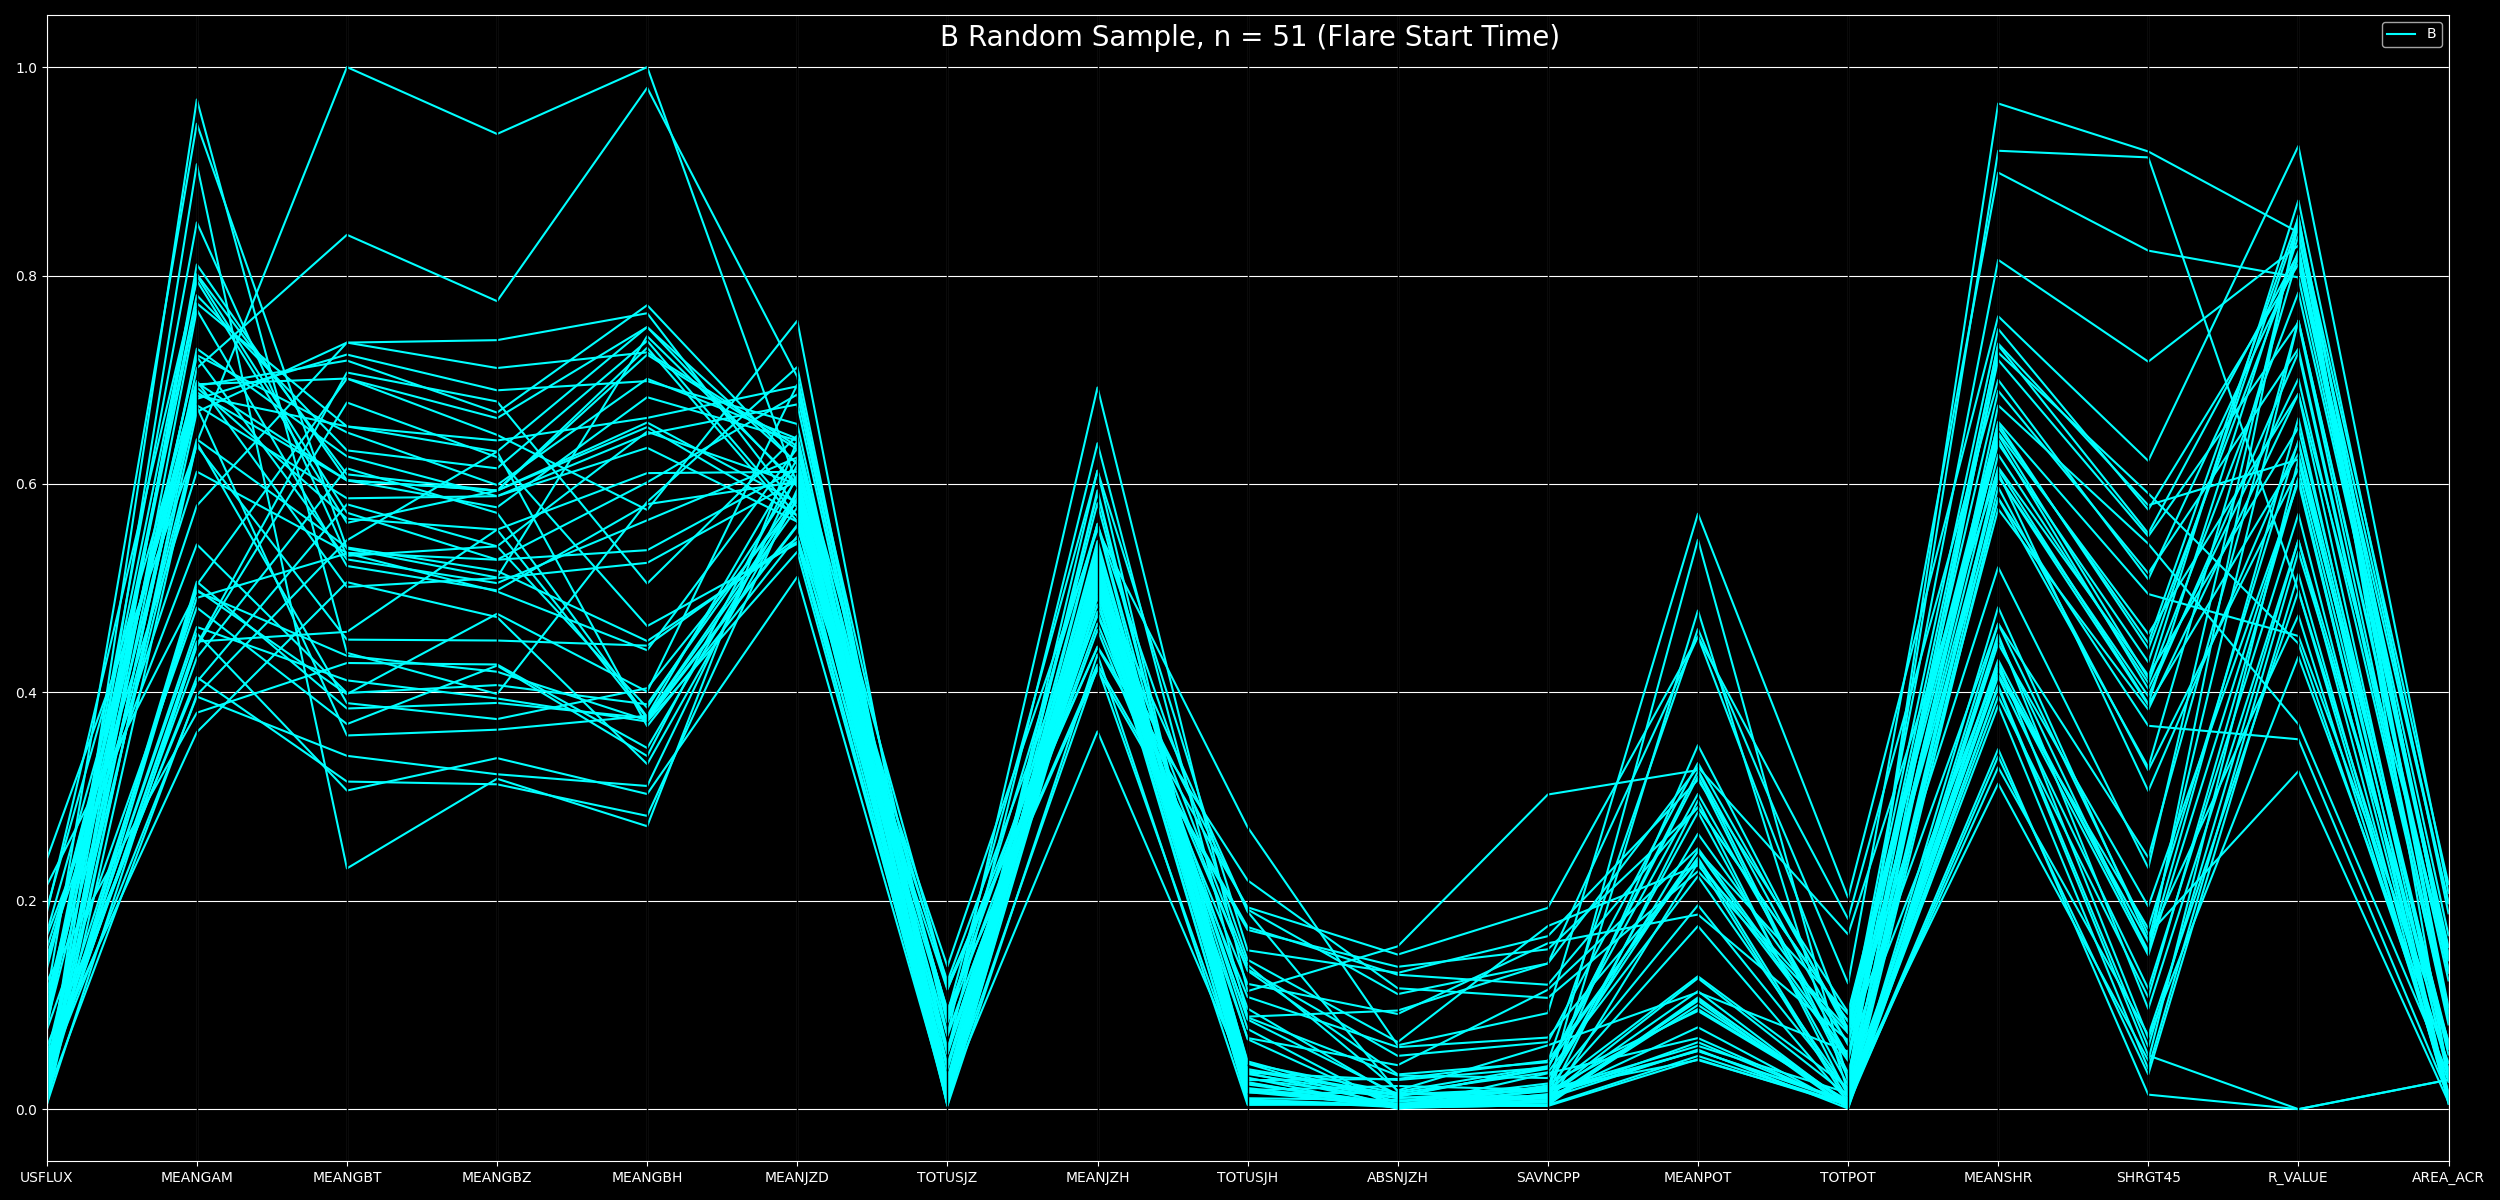 B Random Sample, n = 51 (Flare Start Time)
B
1.0
0.8
0.6
0.4
0.2
0.0
USFLUX MEANGAM MEANGBT MEANGBZ MEANGBH MEANJZD TOTUSJZ MEANJZH TOTUSJH ABSNJZH SAVNCPP MEANPOT TOTPOT MEANSHR SHRGT45 R_VALUE AREA_ACR